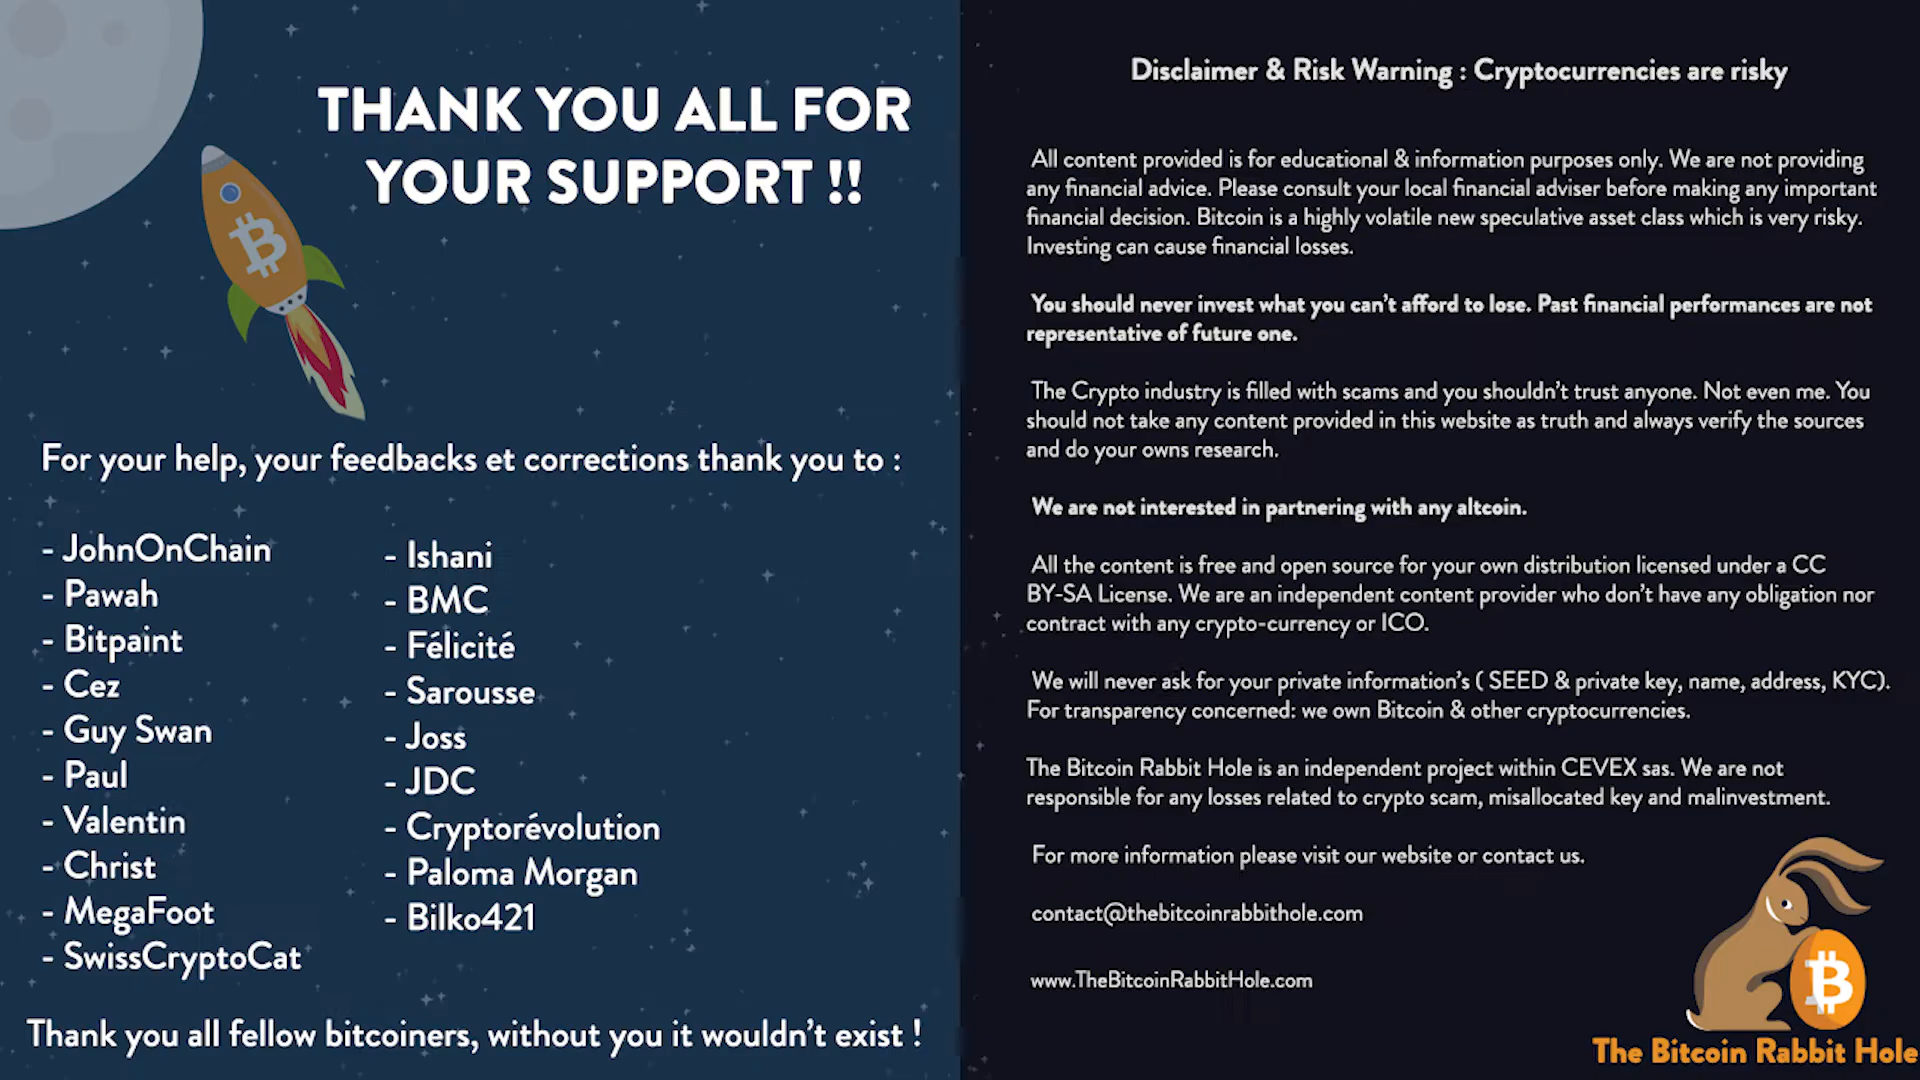 THANK YOU ALL FOR
YOUR SUPPORT !!
For your help, your feedbacks et corrections thank you to :
- JohnOnChain
- Pawah
- Bitpaint
- Cez
- Guy Swan
- Paul
- Valentin
- Christ
- MegaFoot
- SwissCryptoCat
- Ishani
- BMC
- Félicité
- Sarousse
- Joss
- JDC
- Cryptorévolution
- Paloma Morgan
- Bilko421
Thank you all fellow bitcoiners, without you it wouldn't exist !
Disclaimer & Risk Warning : Cryptocurrencies are risky
All content provided is for educational & information purposes only. We are not providing
any financial advice. Please consult your local financial adviser before making any important
financial decision. Bitcoin is a highly volatile new speculative asset class which is very risky.
Investing can cause financial losses.
You should never invest what you can't afford to lose. Past financial performances are not
representative of future one.
The Crypto industry is filled with scams and you shouldn't trust anyone. Not even me. You
should not take any content provided in this website as truth and always verify the sources
and do your owns research.
We are not interested in partnering with any altcoin.
All the content is free and open source for your own distribution licensed under a CC
BY-SA License. We are an independent content provider who don't have any obligation nor
contract with any crypto-currency or ICO.
We will never ask for your private information's ( SEED & private key, name, address, KYC).
For transparency concerned: we own Bitcoin & other cryptocurrencies.
The Bitcoin Rabbit Hole is an independent project within CEVEX sas. We are not
responsible for any losses related to crypto scam, misallocated key and malinvestment.
For more information please visit our website or contact us.
contact@thebitcoinrabbithole.com
www.TheBitcoinRabbitHole.com
The Bitcoin Rabbit Hole